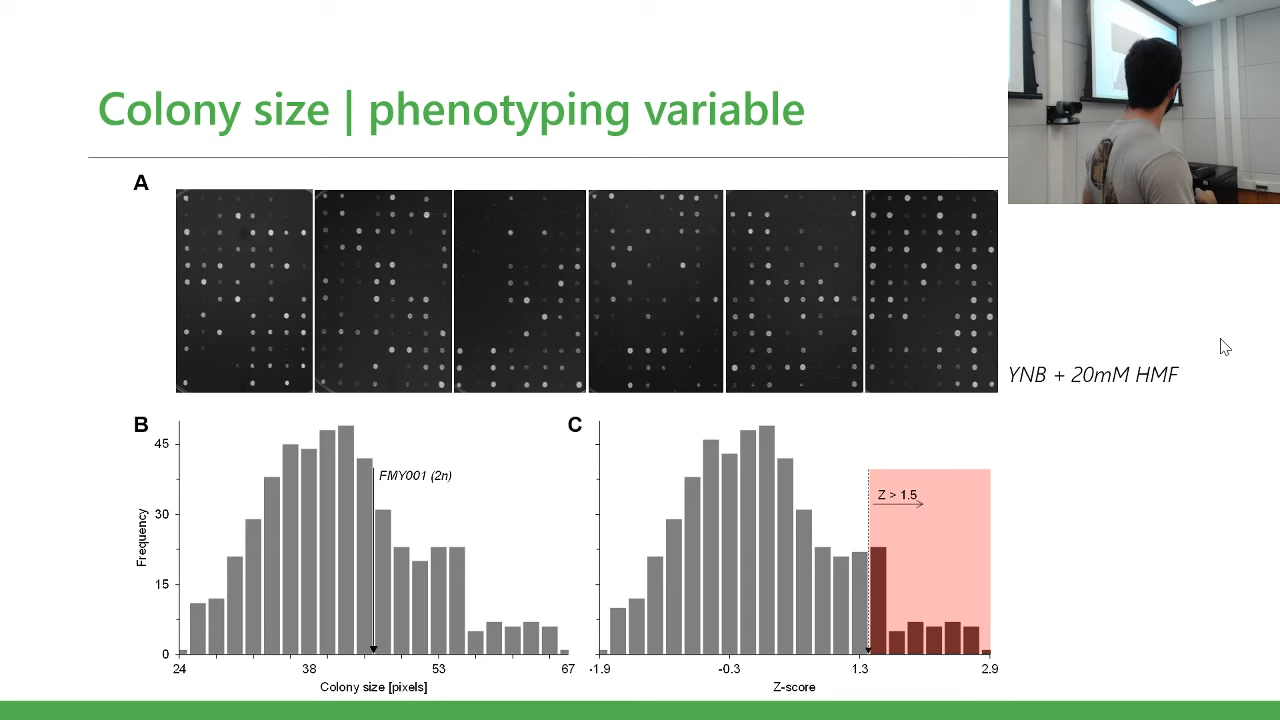 Colony size | phenotyping variable
A
YNB + 20mM HMF
B
45
30
15
0
Frequency
FMY001 (2n)
24 38 53 67
Colony size [pixels]
C
Z > 1.5
-1.9 -0.3 1.3 2.9
Z-score